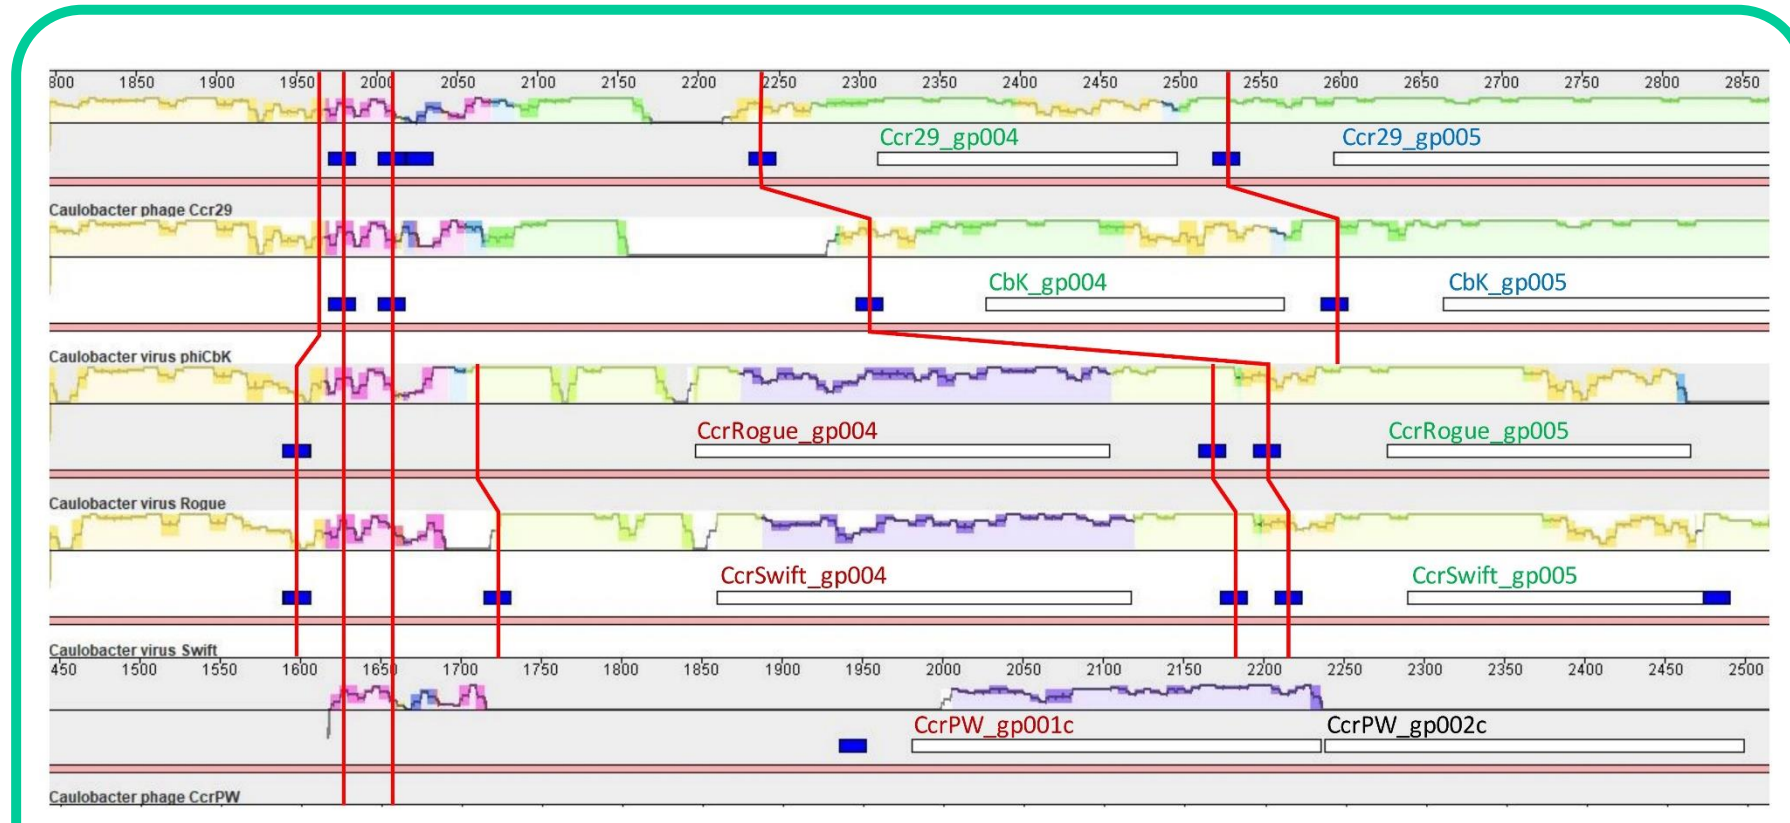 800 1850 1900 1950 2000 2050 2100 2150 2200 2250 2300 2350 2400 2450 2500 2550 2600 2650 2700 2750 2800 2850
Ccr29_gp004 Ccr29_gp005
Caulobacter phage Ccr29
CbK_gp004 CbK_gp005
Caulobacter virus phiCbK
CcrRogue_gp004 CcrRogue_gp005
Caulobacter virus Rogue
CcrSwift_gp004 CcrSwift_gp005
Caulobacter virus Swift
450 1500 1550 1600 1650 1700 1750 1800 1850 1900 1950 2000 2050 2100 2150 2200 2250 2300 2350 2400 2450 2500
CcrPW_gp001c CcrPW_gp002c
Caulobacter phage CcrPW